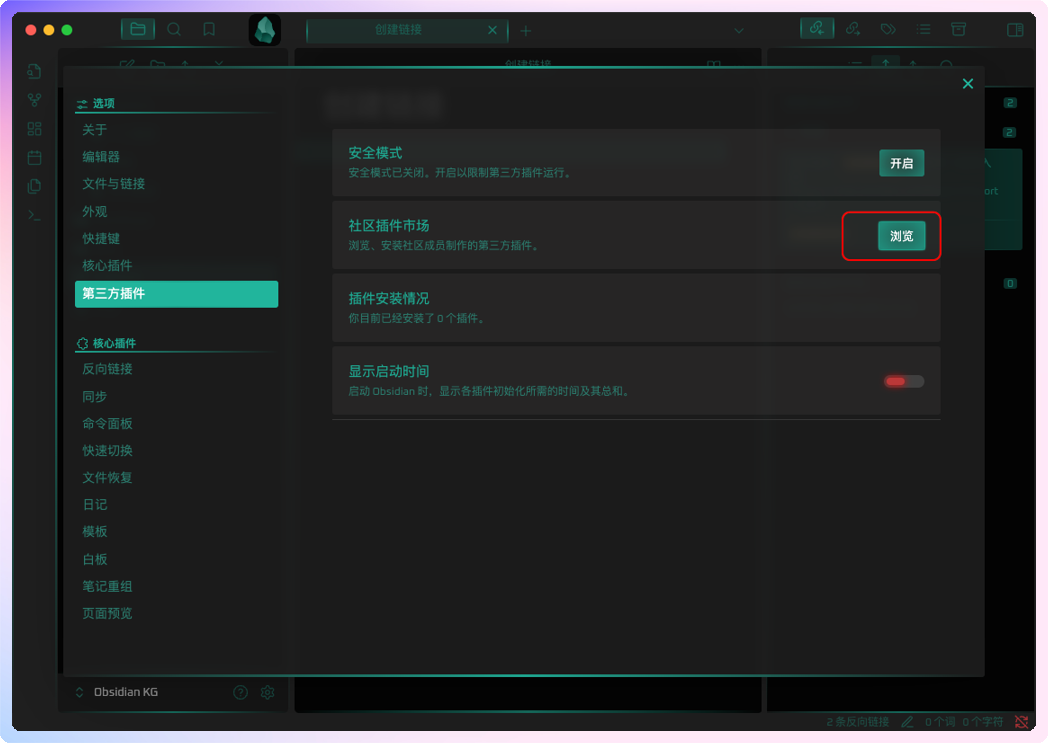 创建链接
创建链接
选项
关于
编辑器
文件与链接
外观
快捷键
核心插件
第三方插件
核心插件
反向链接
同步
命令面板
快速切换
文件恢复
日记
模板
白板
笔记重组
页面预览
安全模式
安全模式已关闭。开启以限制第三方插件运行。
开启
社区插件市场
浏览、安装社区成员制作的第三方插件。
浏览
插件安装情况
你目前已经安装了 0 个插件。
显示启动时间
启动 Obsidian 时，显示各插件初始化所需的时间及其总和。
2
2
ort
0
Obsidian KG
2 条反向链接
0 个词 0 个字符